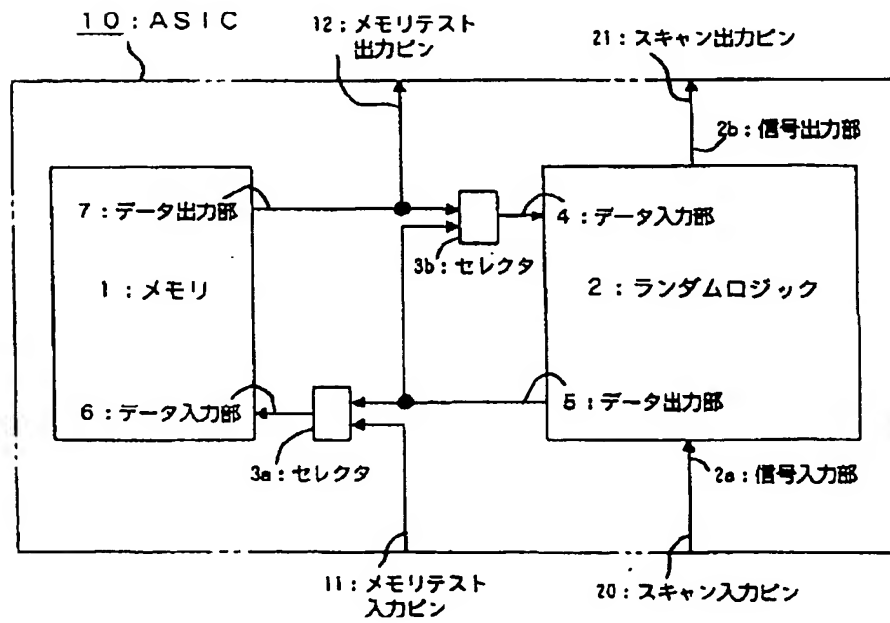 10:ASIC
12:メモリテスト
出力ピン
21:スキャン出力ピン
2b:信号出力部
7:データ出力部
4:データ入力部
3b:セレクタ
1:メモリ
2:ランダムロジック
6:データ入力部
5:データ出力部
3a:セレクタ
2a:信号入力部
11:メモリテスト
入力ピン
20:スキャン入力ピン